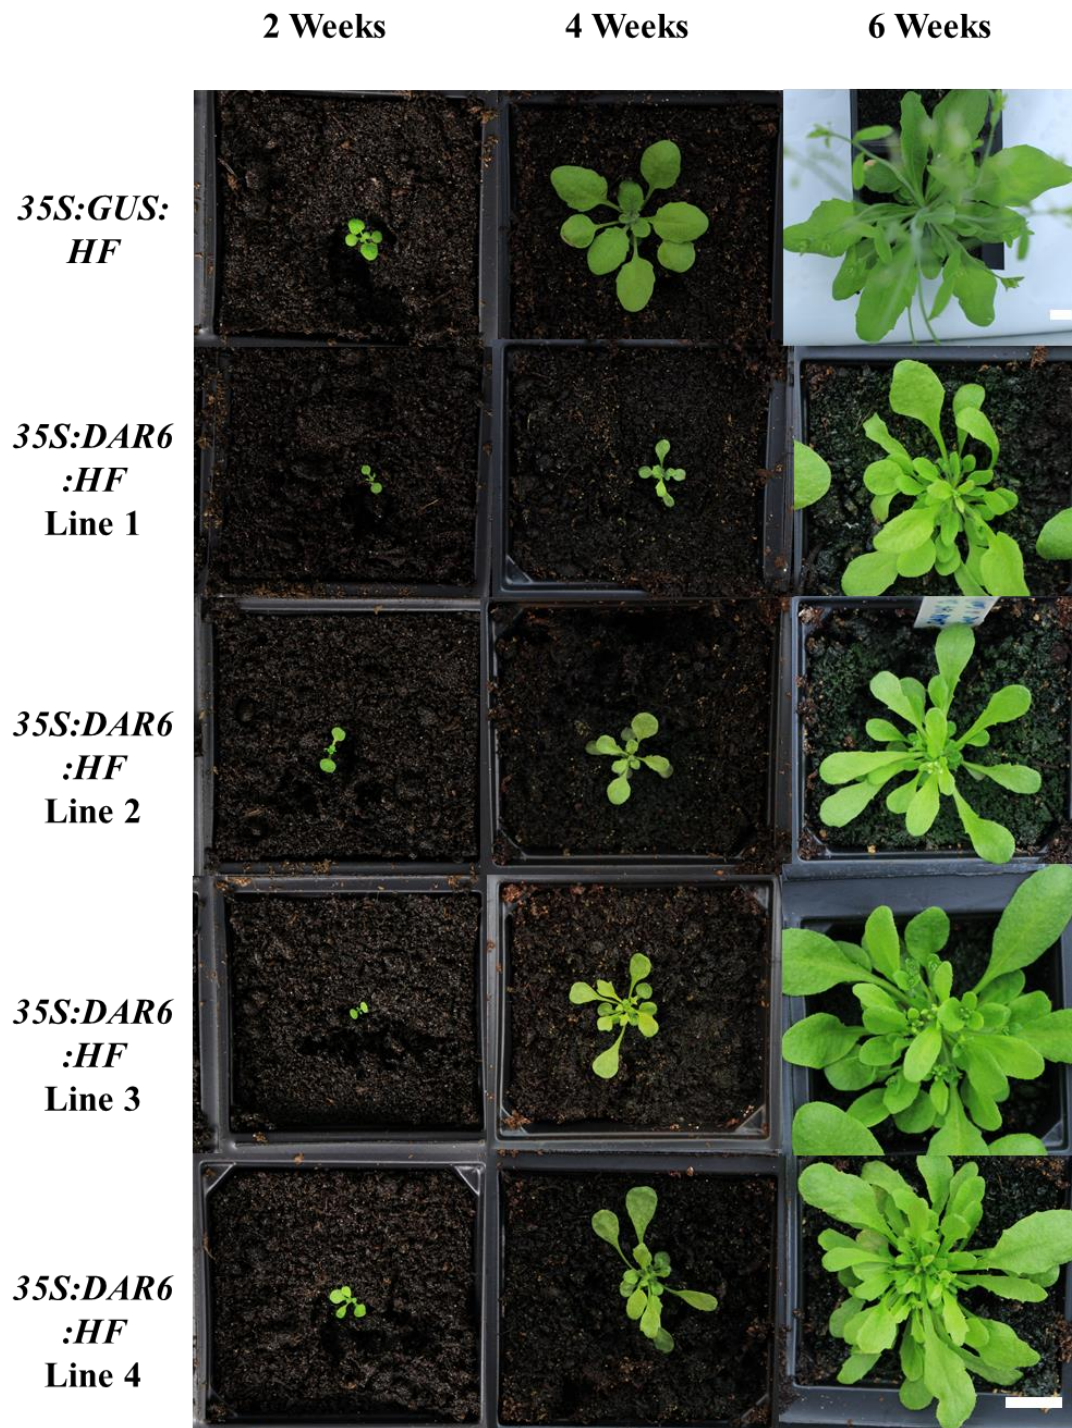 2 Weeks
4 Weeks
6 Weeks
35S:GUS:
HF
35S:DAR6
:HF
Line 1
35S:DAR6
:HF
Line 2
35S:DAR6
:HF
Line 3
35S:DAR6
:HF
Line 4